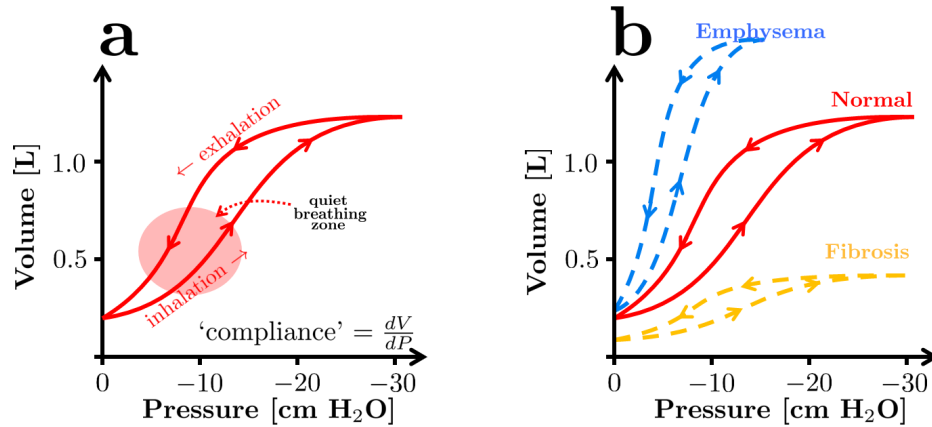 a
← exhalation
1.0
Volume [L]
quiet
breathing
zone
0.5
inhalation →
'compliance' = dV/dP
0 −10 −20 −30
Pressure [cm H₂O]
b
Emphysema
Normal
1.0
Volume [L]
Fibrosis
0.5
0 −10 −20 −30
Pressure [cm H₂O]